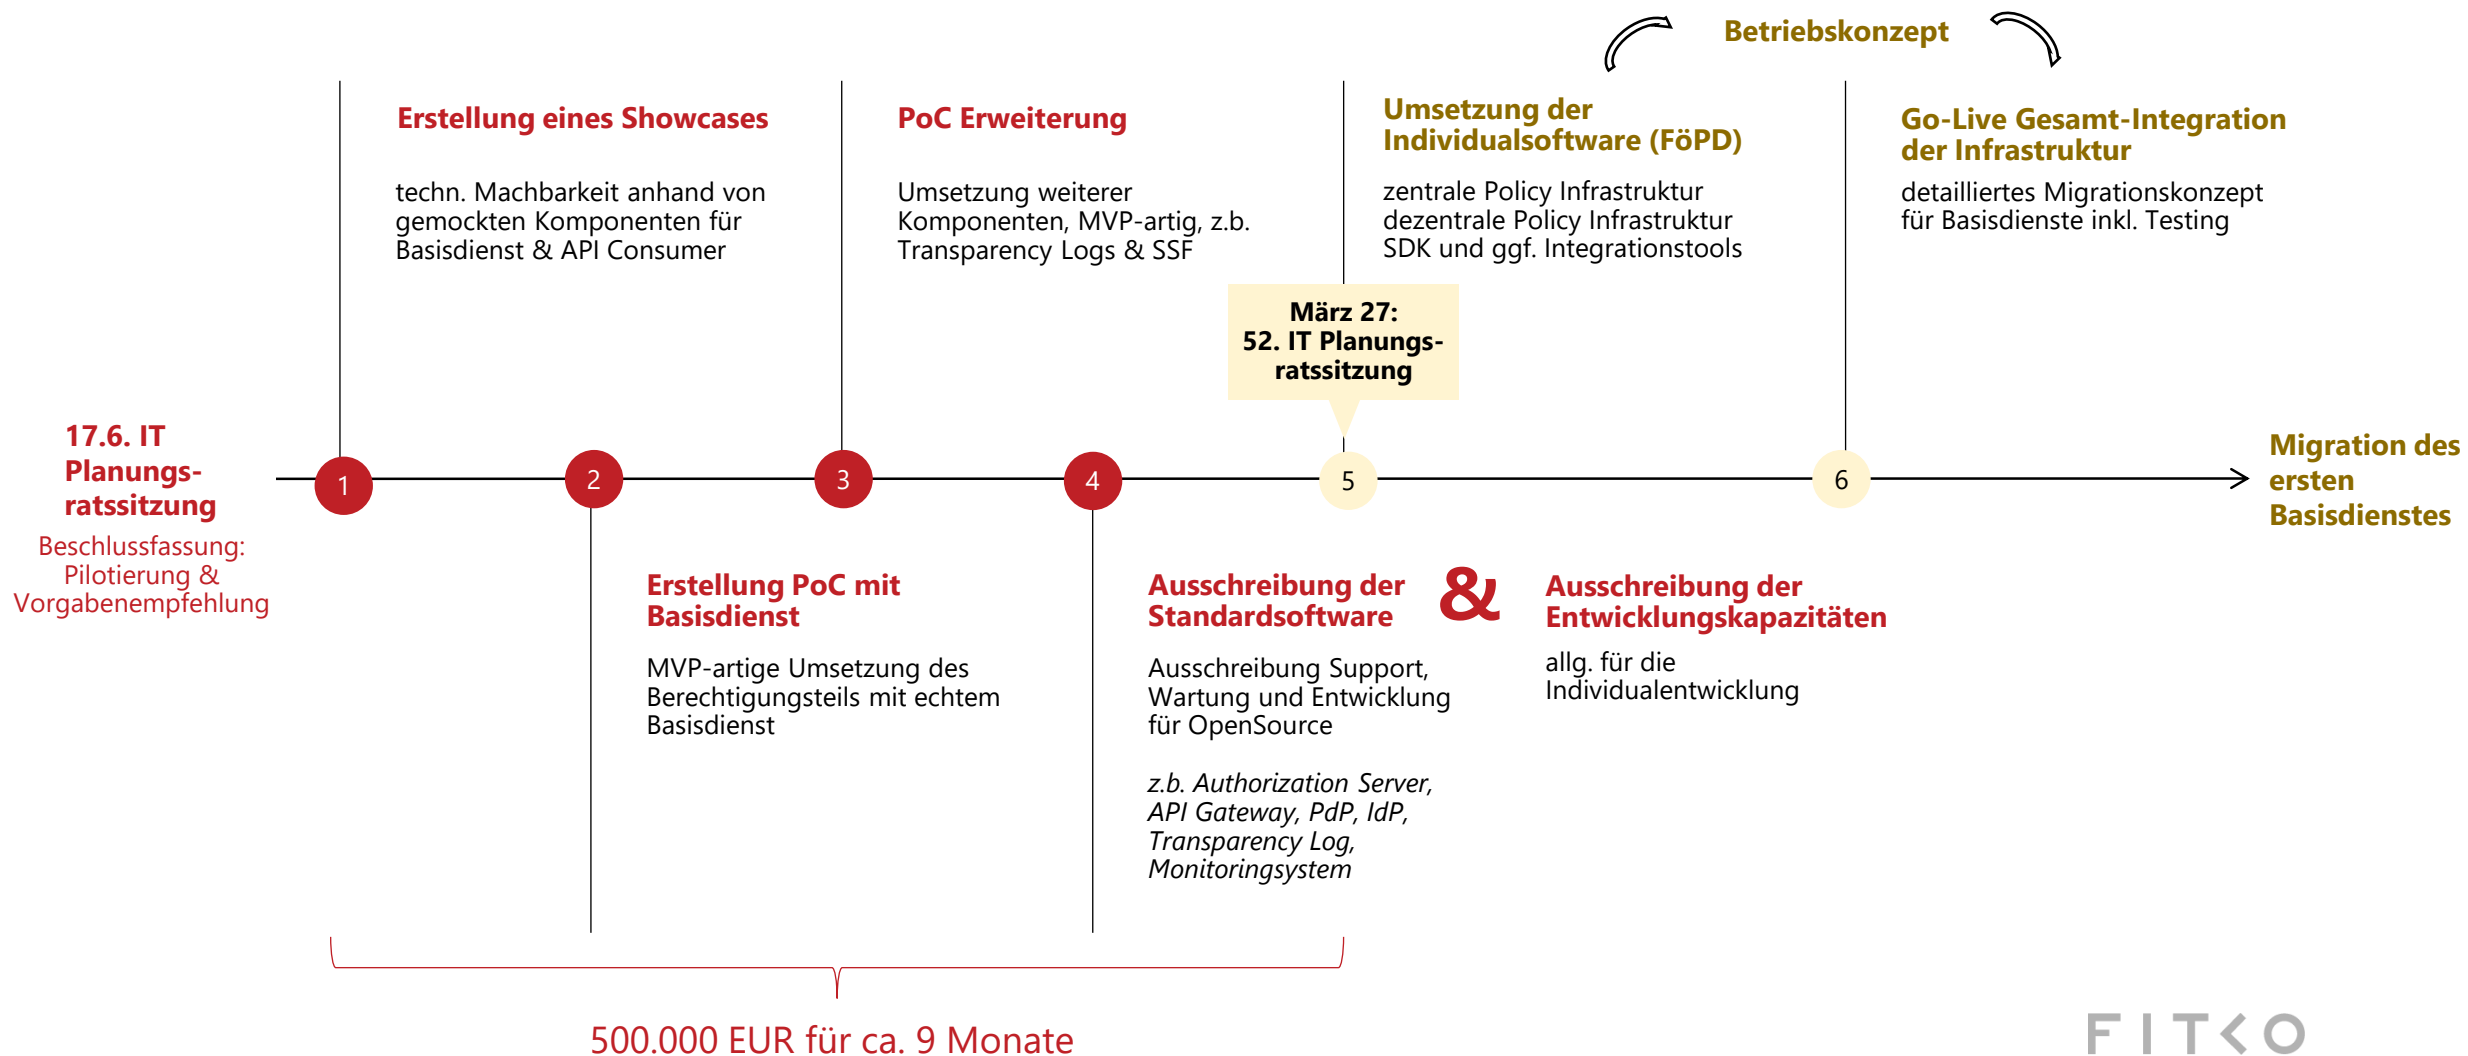 Betriebskonzept
Erstellung eines Showcases
techn. Machbarkeit anhand von
gemockten Komponenten für
Basisdienst & API Consumer
PoC Erweiterung
Umsetzung weiterer
Komponenten, MVP-artig, z.b.
Transparency Logs & SSF
Umsetzung der
Individualsoftware (FöPD)
zentrale Policy Infrastruktur
dezentrale Policy Infrastruktur
SDK und ggf. Integrationstools
Go-Live Gesamt-Integration
der Infrastruktur
detailliertes Migrationskonzept
für Basisdienste inkl. Testing
März 27:
52. IT Planungs-
ratssitzung
17.6. IT
Planungs-
ratssitzung
Beschlussfassung:
Pilotierung &
Vorgabenempfehlung
1
2
3
4
5
6
Migration des
ersten
Basisdienstes
Erstellung PoC mit
Basisdienst
MVP-artige Umsetzung des
Berechtigungsteils mit echtem
Basisdienst
Ausschreibung der
Standardsoftware
Ausschreibung Support,
Wartung und Entwicklung
für OpenSource
z.b. Authorization Server,
API Gateway, PdP, IdP,
Transparency Log,
Monitoringsystem
&
Ausschreibung der
Entwicklungskapazitäten
allg. für die
Individualentwicklung
500.000 EUR für ca. 9 Monate
FITKO